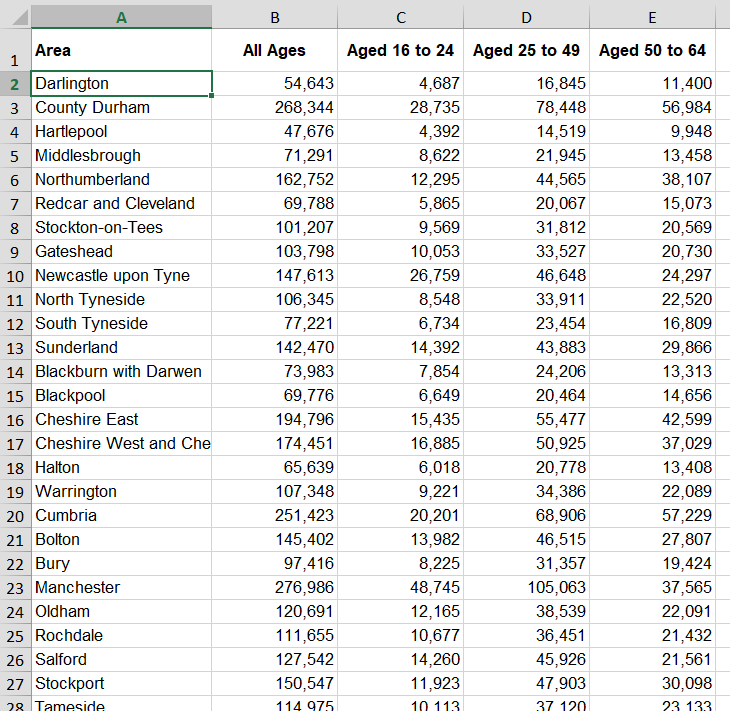 A B C D E
1 Area All Ages Aged 16 to 24 Aged 25 to 49 Aged 50 to 64
2 Darlington 54,643 4,687 16,845 11,400
3 County Durham 268,344 28,735 78,448 56,984
4 Hartlepool 47,676 4,392 14,519 9,948
5 Middlesbrough 71,291 8,622 21,945 13,458
6 Northumberland 162,752 12,295 44,565 38,107
7 Redcar and Cleveland 69,788 5,865 20,067 15,073
8 Stockton-on-Tees 101,207 9,569 31,812 20,569
9 Gateshead 103,798 10,053 33,527 20,730
10 Newcastle upon Tyne 147,613 26,759 46,648 24,297
11 North Tyneside 106,345 8,548 33,911 22,520
12 South Tyneside 77,221 6,734 23,454 16,809
13 Sunderland 142,470 14,392 43,883 29,866
14 Blackburn with Darwen 73,983 7,854 24,206 13,313
15 Blackpool 69,776 6,649 20,464 14,656
16 Cheshire East 194,796 15,435 55,477 42,599
17 Cheshire West and Che 174,451 16,885 50,925 37,029
18 Halton 65,639 6,018 20,778 13,408
19 Warrington 107,348 9,221 34,386 22,089
20 Cumbria 251,423 20,201 68,906 57,229
21 Bolton 145,402 13,982 46,515 27,807
22 Bury 97,416 8,225 31,357 19,424
23 Manchester 276,986 48,745 105,063 37,565
24 Oldham 120,691 12,165 38,539 22,091
25 Rochdale 111,655 10,677 36,451 21,432
26 Salford 127,542 14,260 45,926 21,561
27 Stockport 150,547 11,923 47,903 30,098
28 Tameside 114,975 10,113 37,120 23,133